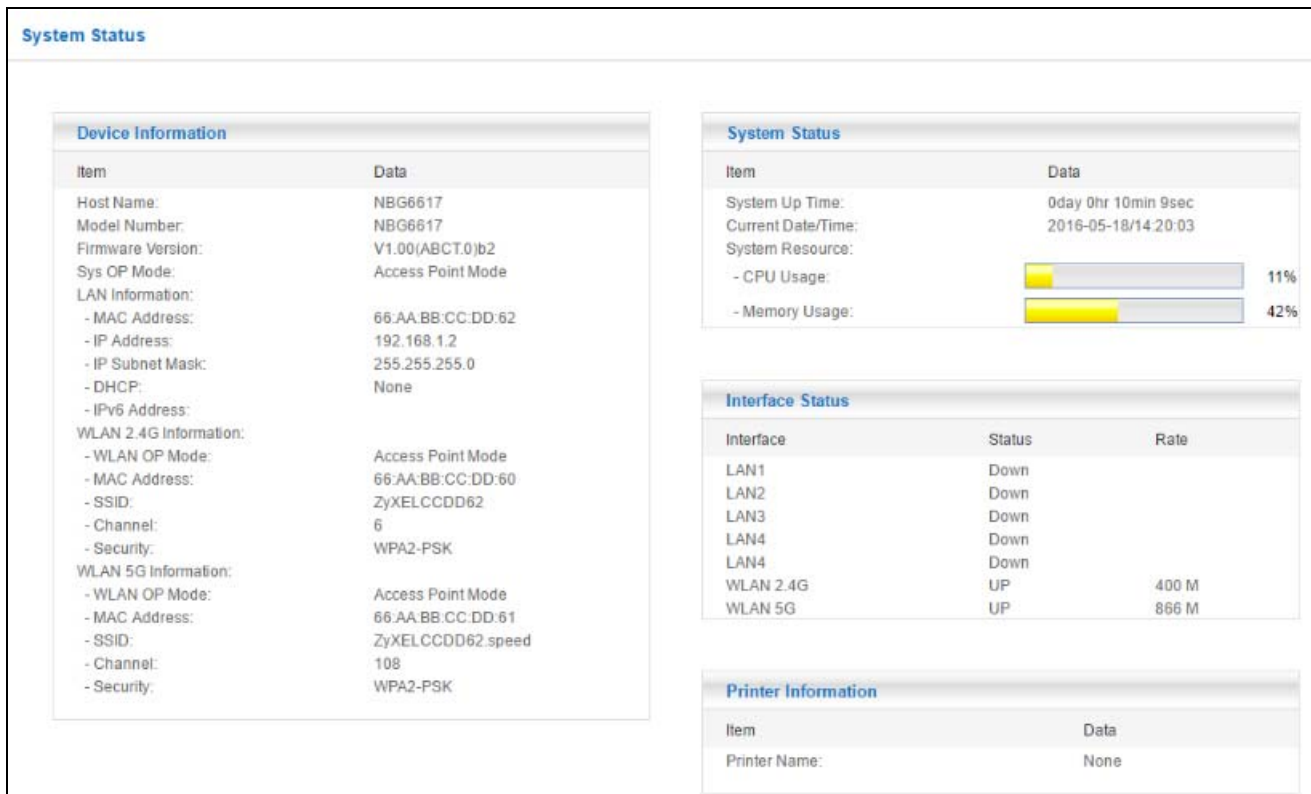 System Status
Device Information
Item Data
Host Name: NBG6617
Model Number: NBG6617
Firmware Version: V1.00(ABCT.0)b2
Sys OP Mode: Access Point Mode
LAN Information:
- MAC Address: 66:AA:BB:CC:DD:62
- IP Address: 192.168.1.2
- IP Subnet Mask: 255.255.255.0
- DHCP: None
- IPv6 Address:
WLAN 2.4G Information:
- WLAN OP Mode: Access Point Mode
- MAC Address: 66:AA:BB:CC:DD:60
- SSID: ZyXELCCDD62
- Channel: 6
- Security: WPA2-PSK
WLAN 5G Information:
- WLAN OP Mode: Access Point Mode
- MAC Address: 66:AA:BB:CC:DD:61
- SSID: ZyXELCCDD62.speed
- Channel: 108
- Security: WPA2-PSK
System Status
Item Data
System Up Time: 0day 0hr 10min 9sec
Current Date/Time: 2016-05-18/14:20:03
System Resource:
- CPU Usage: 11%
- Memory Usage: 42%
Interface Status
Interface Status Rate
LAN1 Down
LAN2 Down
LAN3 Down
LAN4 Down
LAN4 Down
WLAN 2.4G UP 400 M
WLAN 5G UP 866 M
Printer Information
Item Data
Printer Name: None